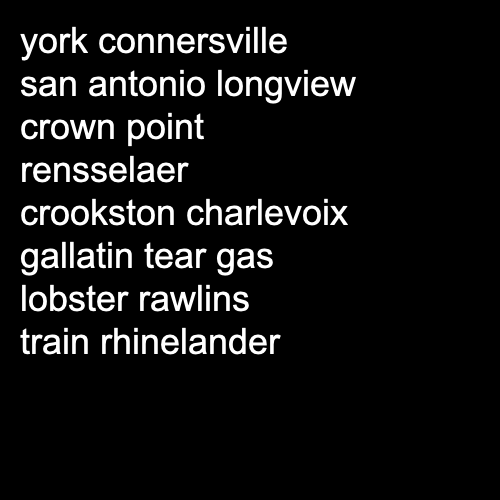 york connersville
san antonio longview
crown point
rensselaer
crookston charlevoix
gallatin tear gas
lobster rawlins
train rhinelander